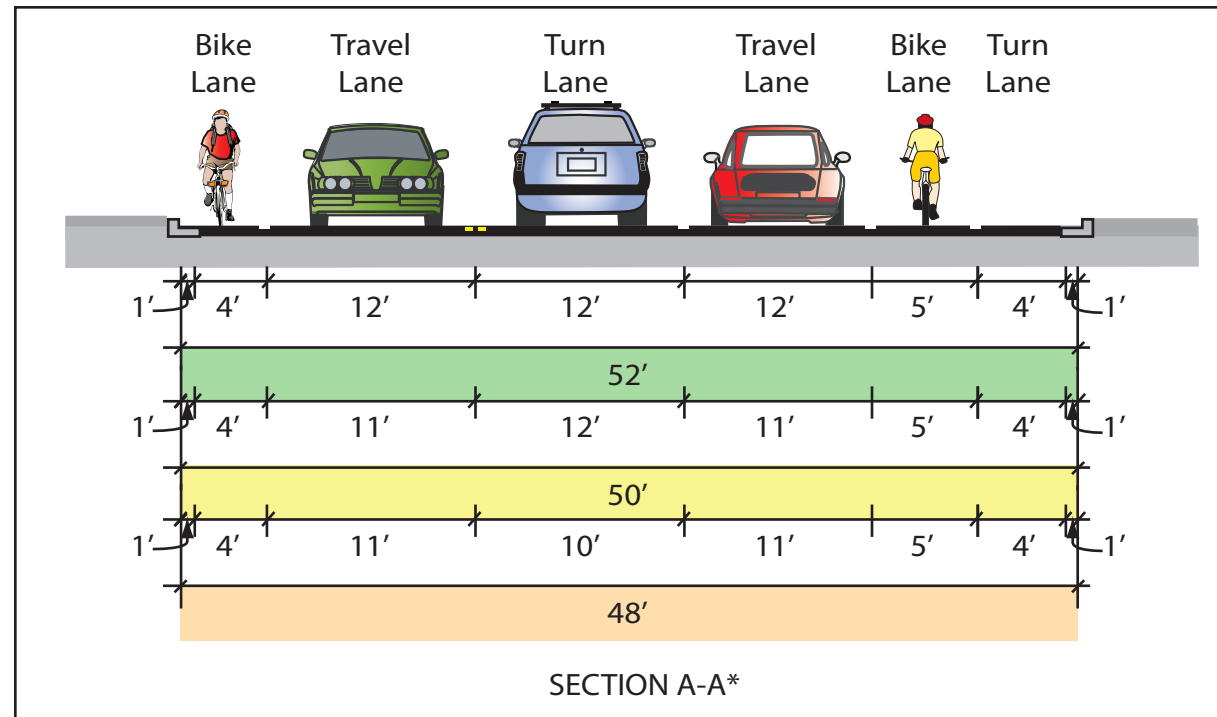 Bike Lane
Travel Lane
Turn Lane
Travel Lane
Bike Lane
Turn Lane
1’ 4’ 12’ 12’ 12’ 5’ 4’ 1’
52’
1’ 4’ 11’ 12’ 11’ 5’ 4’ 1’
50’
1’ 4’ 11’ 10’ 11’ 5’ 4’ 1’
48’
SECTION A-A*